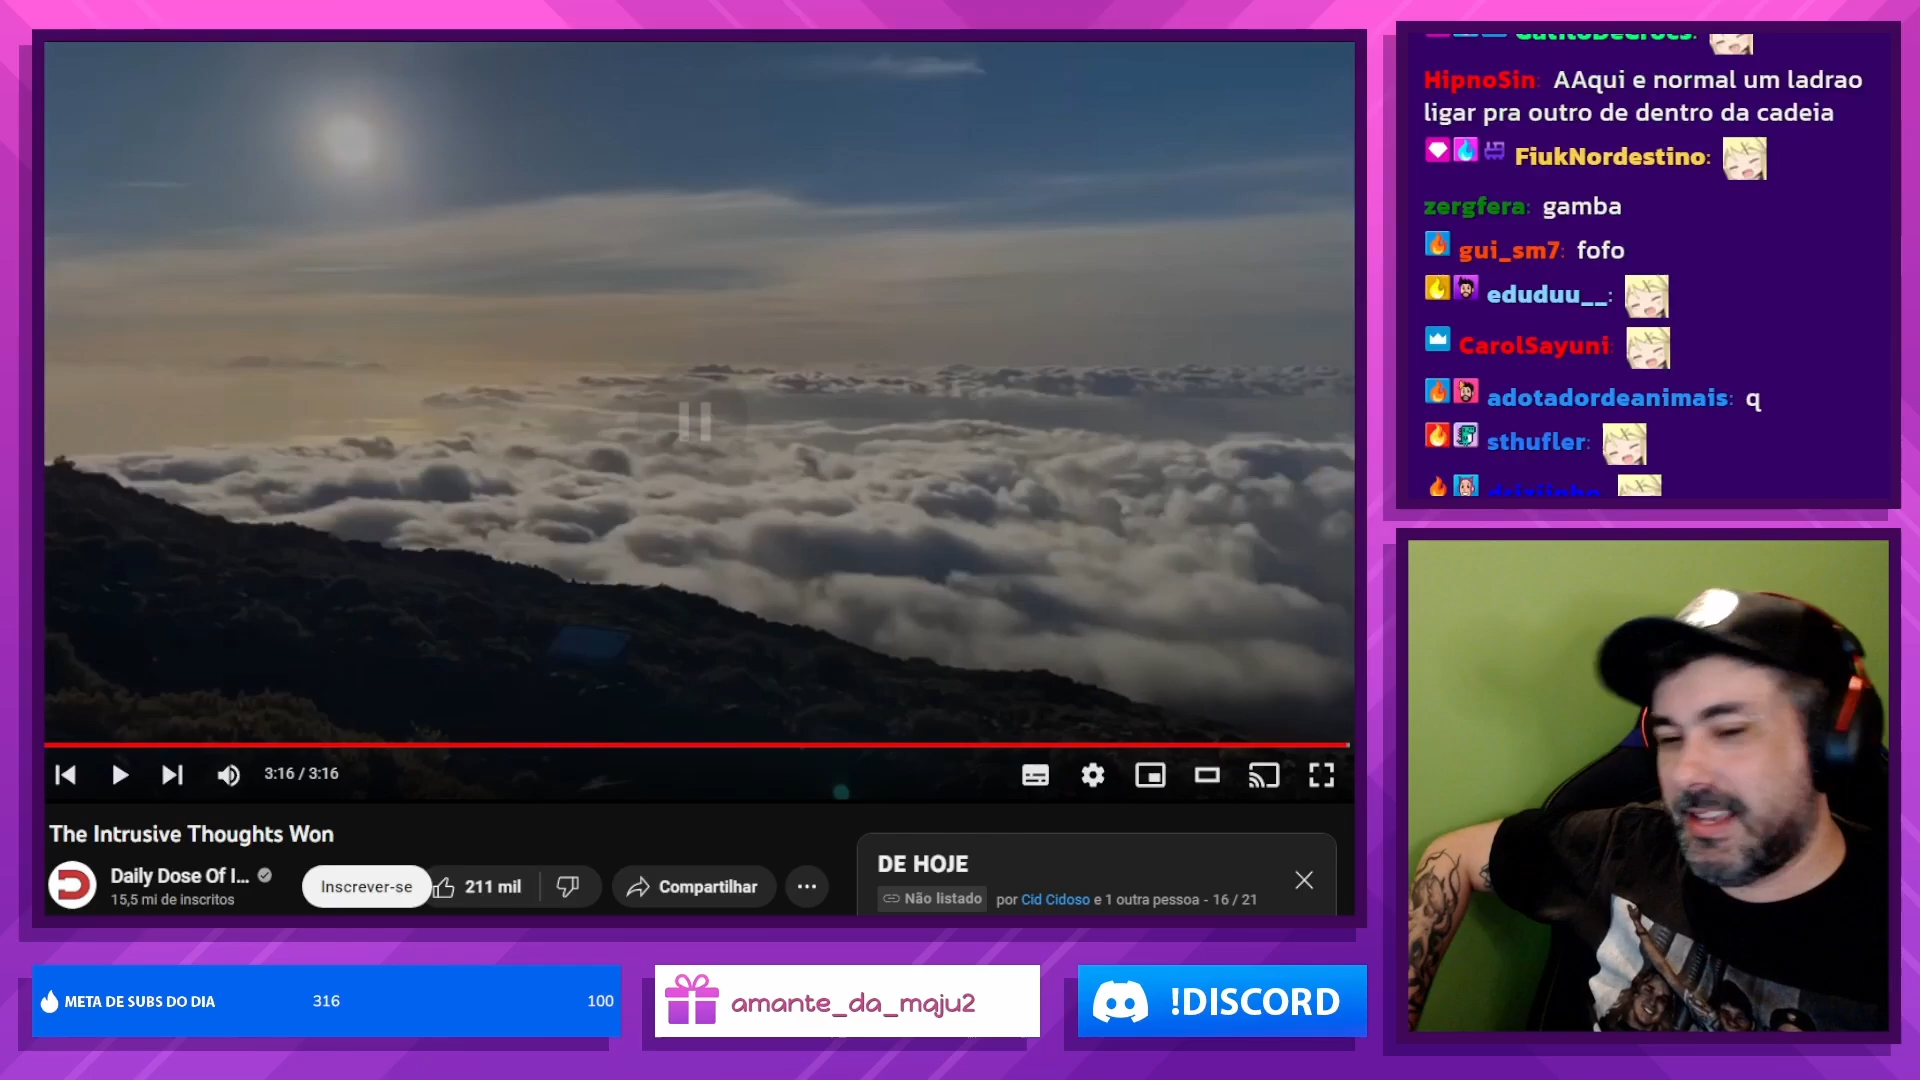 HipnoSin: AAqui e normal um ladrao
ligar pra outro de dentro da cadeia
FiukNordestino:
zergfera: gamba
gui_sm7: fofo
eduduu__:
CarolSayuni:
adotadordeanimais: q
sthufler:
3:16 / 3:16
The Intrusive Thoughts Won
Daily Dose Of I...
15,5 mi de inscritos
Inscrever-se
211 mil
Compartilhar
DE HOJE
Não listado
por Cid Cidoso e 1 outra pessoa - 16 / 21
META DE SUBS DO DIA 316 100
amante_da_maju2
!DISCORD